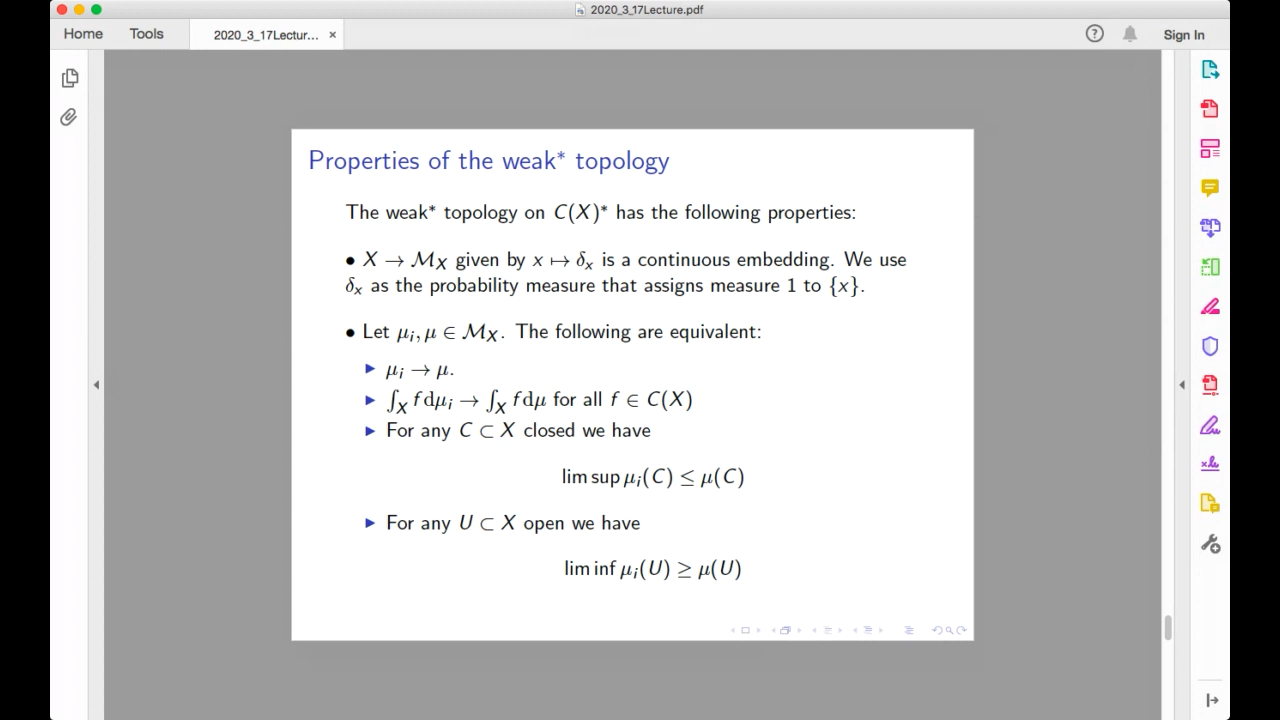 2020_3_17Lecture.pdf
Home Tools 2020_3_17Lectur... × Sign In
Properties of the weak* topology
The weak* topology on C(X)* has the following properties:
• X → 𝓜_X given by x ↦ δ_x is a continuous embedding. We use
δ_x as the probability measure that assigns measure 1 to {x}.
• Let μ_i, μ ∈ 𝓜_X. The following are equivalent:
▶ μ_i → μ.
▶ ∫_X f dμ_i → ∫_X f dμ for all f ∈ C(X)
▶ For any C ⊂ X closed we have
lim sup μ_i(C) ≤ μ(C)
▶ For any U ⊂ X open we have
lim inf μ_i(U) ≥ μ(U)